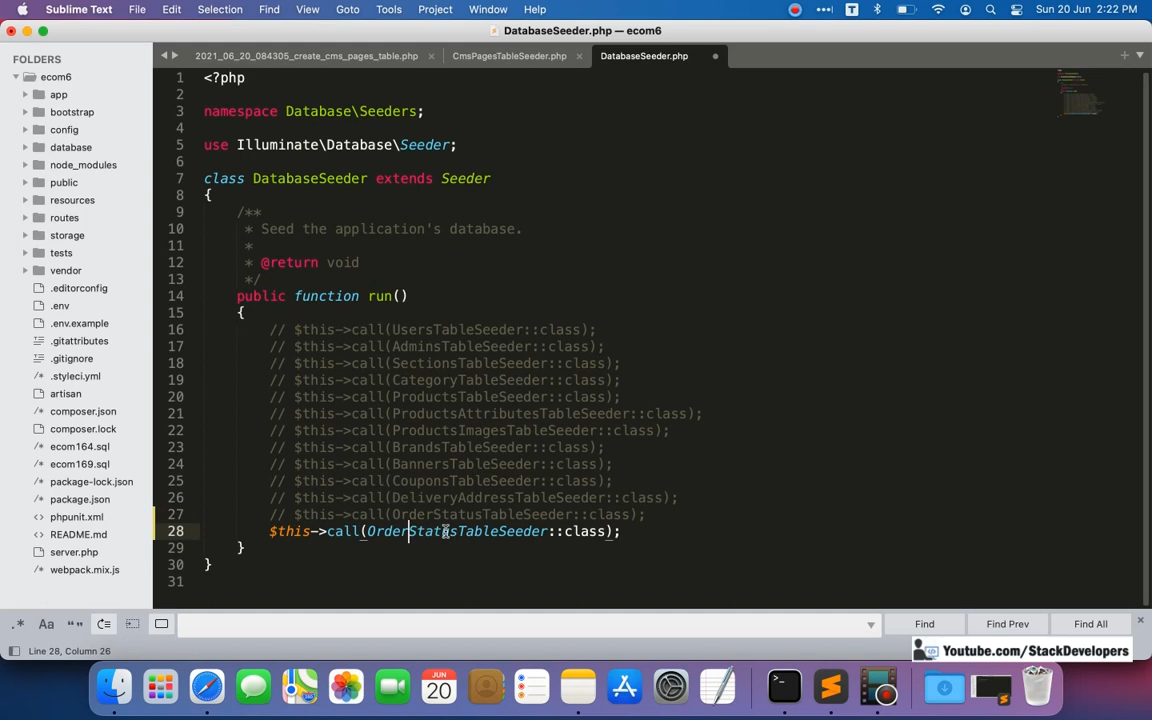 Sublime Text File Edit Selection Find View Goto Tools Project Window Help Sun 20 Jun 2:22 PM
DatabaseSeeder.php — ecom6
FOLDERS
ecom6
app
bootstrap
config
database
node_modules
public
resources
routes
storage
tests
vendor
.editorconfig
.env
.env.example
.gitattributes
.gitignore
.styleci.yml
artisan
composer.json
composer.lock
ecom164.sql
ecom169.sql
package-lock.json
package.json
phpunit.xml
README.md
server.php
webpack.mix.js
2021_06_20_084305_create_cms_pages_table.php CmsPagesTableSeeder.php DatabaseSeeder.php
1 <?php
2
3 namespace Database\Seeders;
4
5 use Illuminate\Database\Seeder;
6
7 class DatabaseSeeder extends Seeder
8 {
9 /**
10 * Seed the application's database.
11 *
12 * @return void
13 */
14 public function run()
15 {
16 // $this->call(UsersTableSeeder::class);
17 // $this->call(AdminsTableSeeder::class);
18 // $this->call(SectionsTableSeeder::class);
19 // $this->call(CategoryTableSeeder::class);
20 // $this->call(ProductsTableSeeder::class);
21 // $this->call(ProductsAttributesTableSeeder::class);
22 // $this->call(ProductsImagesTableSeeder::class);
23 // $this->call(BrandsTableSeeder::class);
24 // $this->call(BannersTableSeeder::class);
25 // $this->call(CouponsTableSeeder::class);
26 // $this->call(DeliveryAddressTableSeeder::class);
27 // $this->call(OrderStatusTableSeeder::class);
28 $this->call(OrderStatusTableSeeder::class);
29 }
30 }
31
.* Aa “” Find Find Prev Find All
Line 28, Column 26
Youtube.com/StackDevelopers
JUN
20